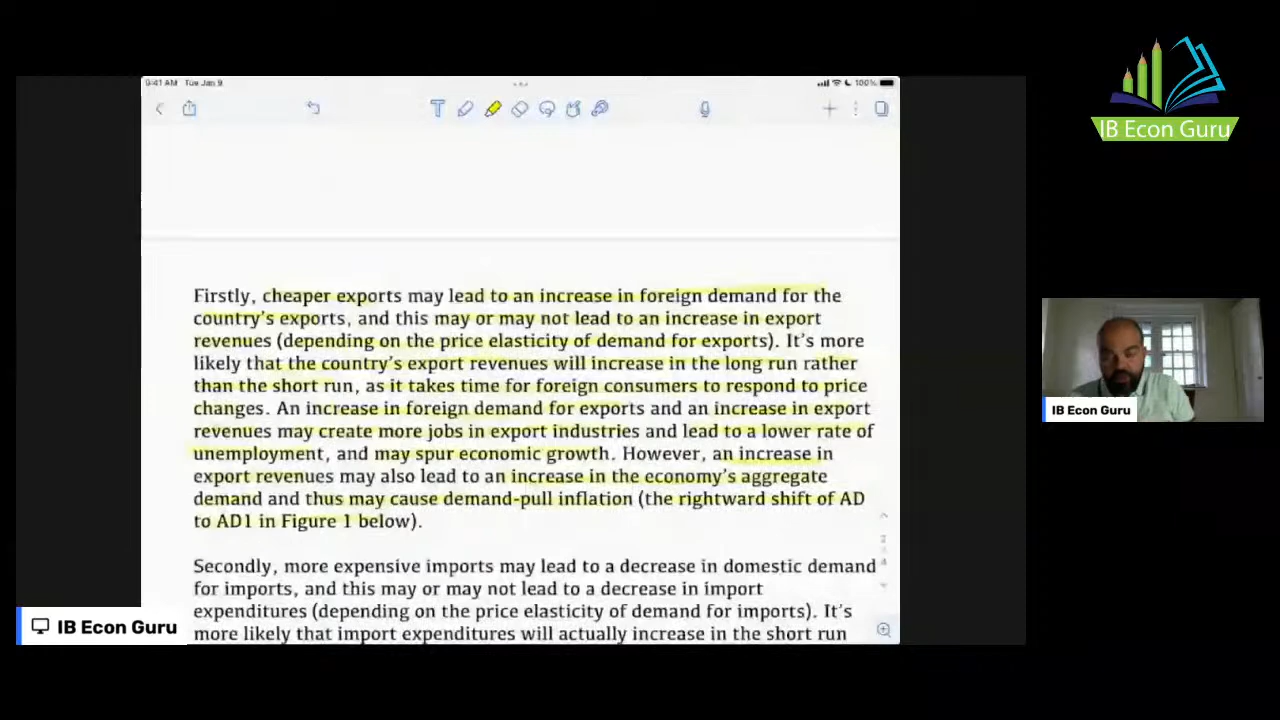 9:41 AM Tue Jan 9
100%
IB Econ Guru
Firstly, cheaper exports may lead to an increase in foreign demand for the
country's exports, and this may or may not lead to an increase in export
revenues (depending on the price elasticity of demand for exports). It's more
likely that the country's export revenues will increase in the long run rather
than the short run, as it takes time for foreign consumers to respond to price
changes. An increase in foreign demand for exports and an increase in export
revenues may create more jobs in export industries and lead to a lower rate of
unemployment, and may spur economic growth. However, an increase in
export revenues may also lead to an increase in the economy's aggregate
demand and thus may cause demand-pull inflation (the rightward shift of AD
to AD1 in Figure 1 below).
2
4
Secondly, more expensive imports may lead to a decrease in domestic demand
for imports, and this may or may not lead to a decrease in import
expenditures (depending on the price elasticity of demand for imports). It's
more likely that import expenditures will actually increase in the short run
IB Econ Guru
IB Econ Guru